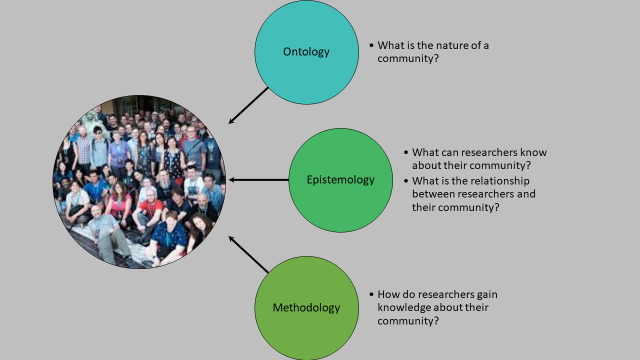 Ontology
• What is the nature of a
community?
Epistemology
• What can researchers know
about their community?
• What is the relationship
between researchers and
their community?
Methodology
• How do researchers gain
knowledge about their
community?